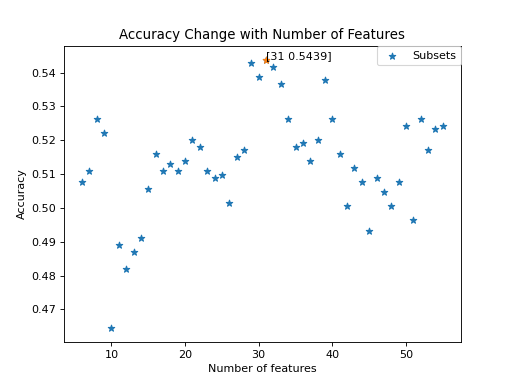 Accuracy Change with Number of Features
[31 0.5439]
Subsets
0.54
0.53
0.52
0.51
0.50
0.49
0.48
0.47
Accuracy
10 20 30 40 50
Number of features